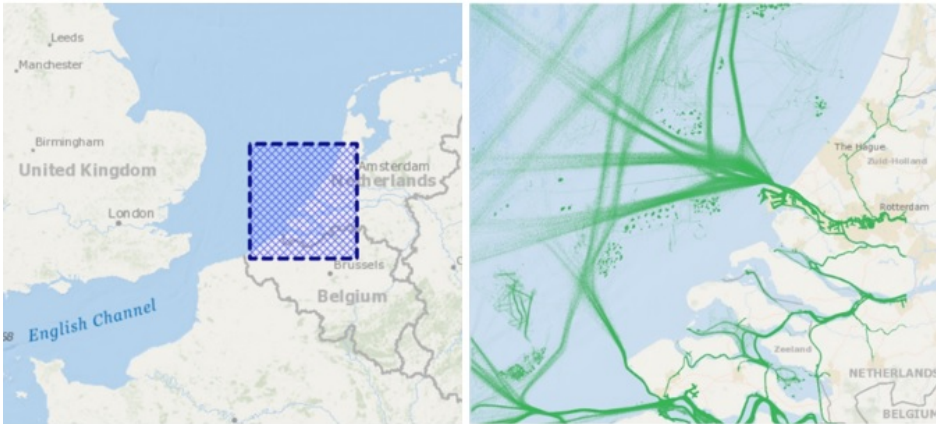 Leeds
Manchester
Birmingham
United Kingdom
London
English Channel
Amsterdam
Netherlands
Brussels
Belgium
The Hague
Zuid-Holland
Rotterdam
Zeeland
NETHERLANDS
BELGIUM